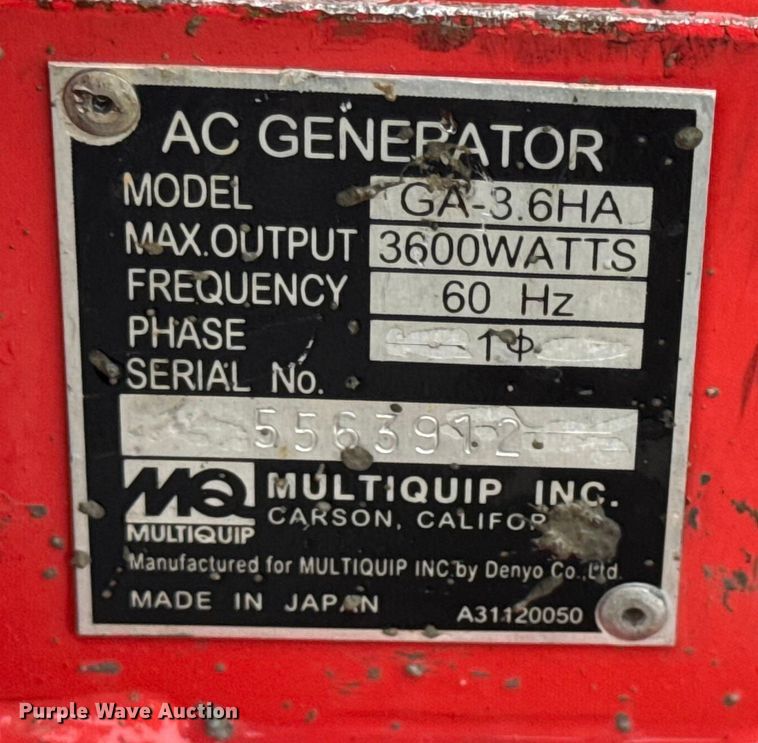 AC GENERATOR
MODEL GA-3.6HA
MAX.OUTPUT 3600WATTS
FREQUENCY 60 Hz
PHASE 1Φ
SERIAL No.
5563912
MQ MULTIQUIP INC.
CARSON, CALIFOR
MULTIQUIP
Manufactured for MULTIQUIP INC.by Denyo Co.,Ltd.
MADE IN JAPAN A31120050
Purple Wave Auction